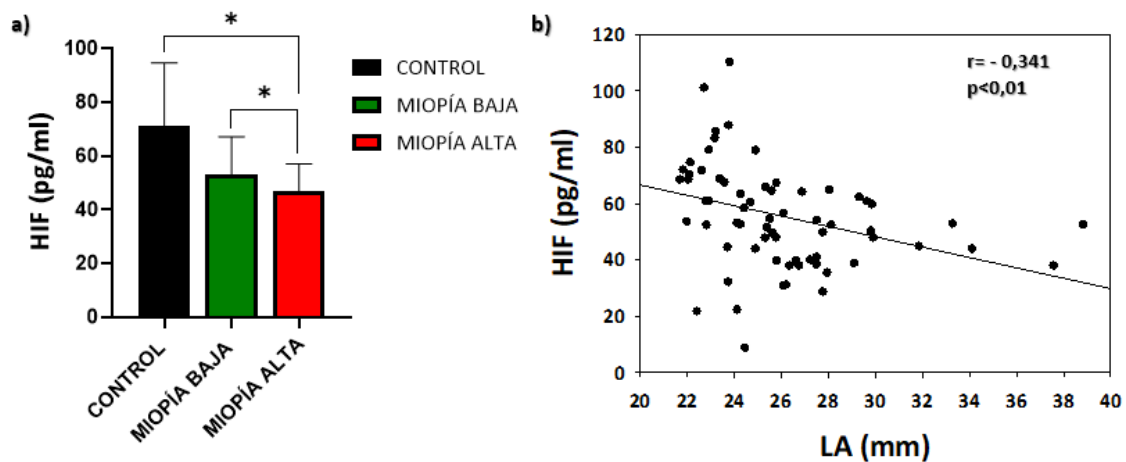 a)
*
*
100
80
60
40
20
0
HIF (pg/ml)
CONTROL
MIOPÍA BAJA
MIOPÍA ALTA
CONTROL
MIOPÍA BAJA
MIOPÍA ALTA
b)
120
100
80
60
40
20
0
HIF (pg/ml)
r= - 0,341
p<0,01
20 22 24 26 28 30 32 34 36 38 40
LA (mm)